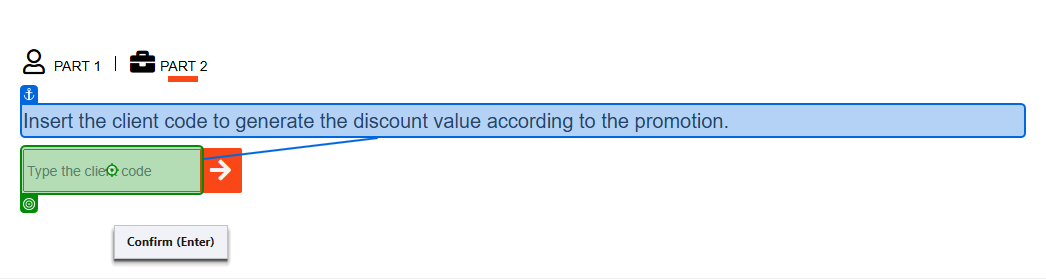 PART 1 | PART 2
Insert the client code to generate the discount value according to the promotion.
Type the client code
Confirm (Enter)